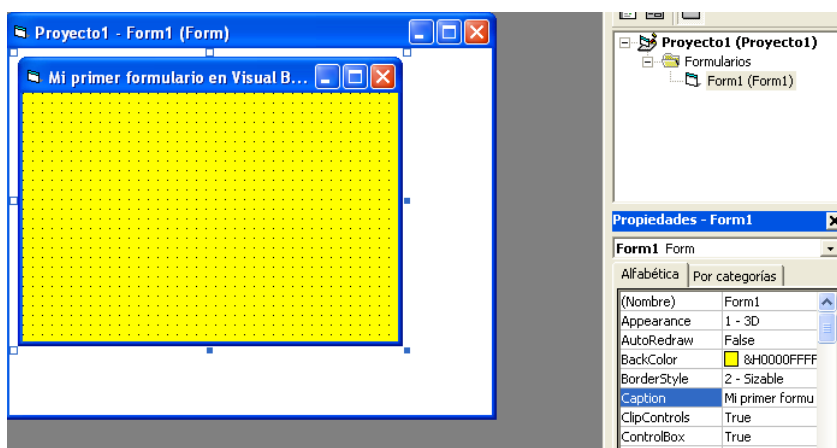 Proyecto1 - Form1 (Form)
Mi primer formulario en Visual B...
Proyecto1 (Proyecto1)
Formularios
Form1 (Form1)
Propiedades - Form1
Form1 Form
Alfabética Por categorías
(Nombre) Form1
Appearance 1 - 3D
AutoRedraw False
BackColor &H0000FFFF
BorderStyle 2 - Sizable
Caption Mi primer formu
ClipControls True
ControlBox True